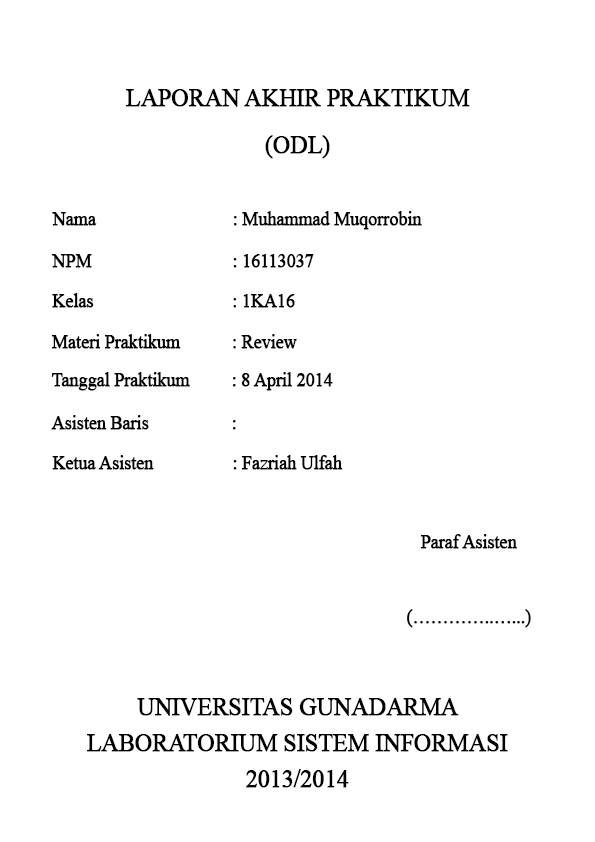 LAPORAN AKHIR PRAKTIKUM
(ODL)
Nama : Muhammad Muqorrobin
NPM : 16113037
Kelas : 1KA16
Materi Praktikum : Review
Tanggal Praktikum : 8 April 2014
Asisten Baris :
Ketua Asisten : Fazriah Ulfah
Paraf Asisten
(…………..…...)
UNIVERSITAS GUNADARMA
LABORATORIUM SISTEM INFORMASI
2013/2014